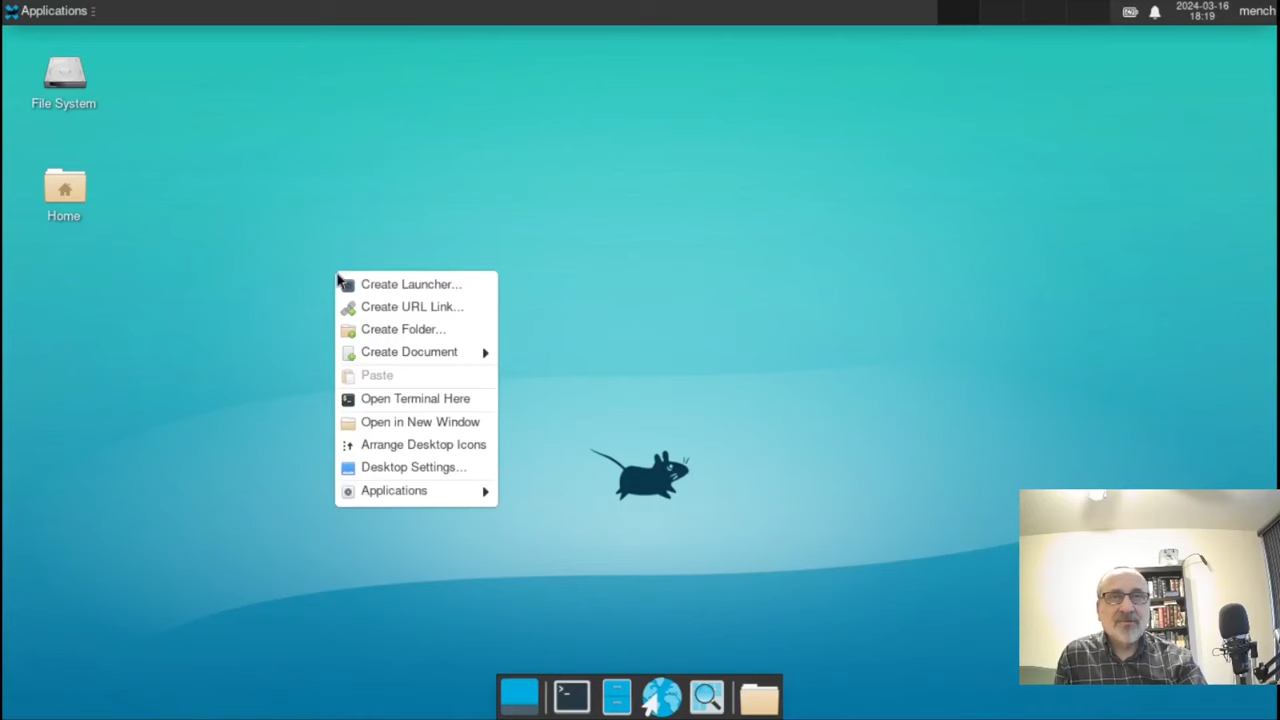 Applications
2024-03-16
18:19
mench
File System
Home
Create Launcher...
Create URL Link...
Create Folder...
Create Document
Paste
Open Terminal Here
Open in New Window
Arrange Desktop Icons
Desktop Settings...
Applications